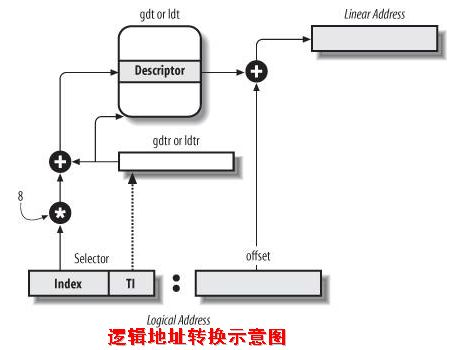 gdt or ldt
Linear Address
Descriptor
+
gdtr or ldtr
+
8
*
Selector
offset
Index
TI
:
Logical Address
逻辑地址转换示意图